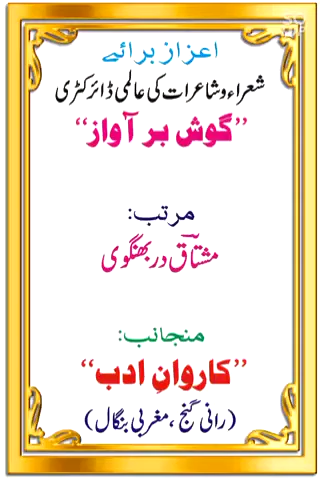 اعزاز برائے
شعراء و شاعرات کی عالمی ڈائرکٹری
”گوش بر آواز“
مرتب:
مشتاقؔ دربھنگوی
منجانب:
”کاروانِ ادب“
(رانی گنج، مغربی بنگال)